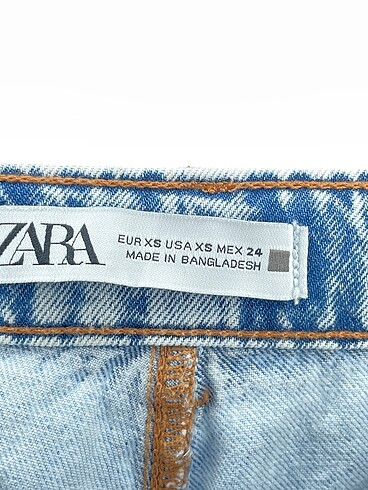 ZARA
EUR XS USA XS MEX 24
MADE IN BANGLADESH